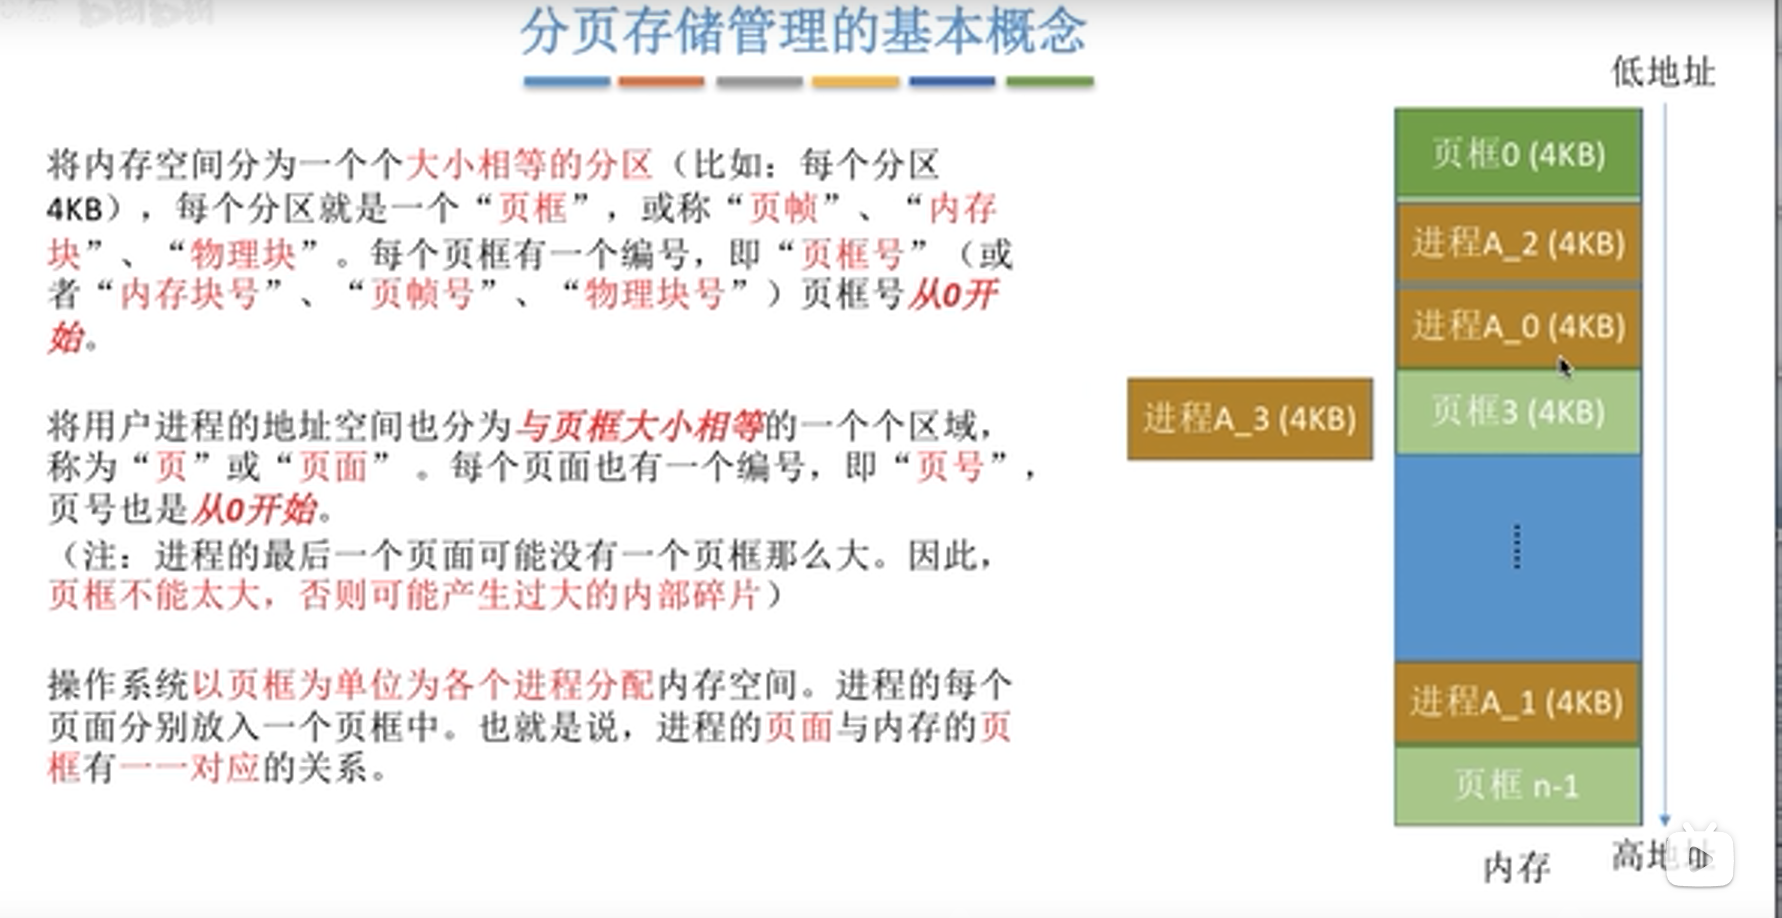 分页存储管理的基本概念
低地址
将内存空间分为一个个大小相等的分区（比如：每个分区
4KB），每个分区就是一个“页框”，或称“页帧”、“内存
块”、“物理块”。每个页框有一个编号，即“页框号”（或
者“内存块号”、“页帧号”、“物理块号”）页框号从0开
始。
将用户进程的地址空间也分为与页框大小相等的一个个区域，
称为“页”或“页面” 。每个页面也有一个编号，即“页号”，
页号也是从0开始。
（注：进程的最后一个页面可能没有一个页框那么大。因此，
页框不能太大，否则可能产生过大的内部碎片）
操作系统以页框为单位为各个进程分配内存空间。进程的每个
页面分别放入一个页框中。也就是说，进程的页面与内存的页
框有一一对应的关系。
进程A_3 (4KB)
页框0 (4KB)
进程A_2 (4KB)
进程A_0 (4KB)
页框3 (4KB)
......
进程A_1 (4KB)
页框 n-1
内存
高地址